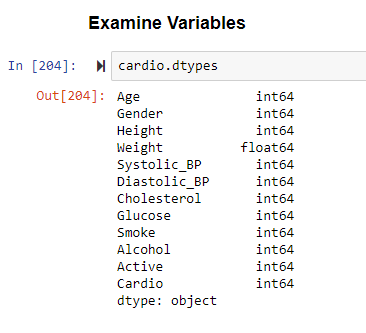 Examine Variables
In [204]: cardio.dtypes
Out[204]: Age int64
Gender int64
Height int64
Weight float64
Systolic_BP int64
Diastolic_BP int64
Cholesterol int64
Glucose int64
Smoke int64
Alcohol int64
Active int64
Cardio int64
dtype: object